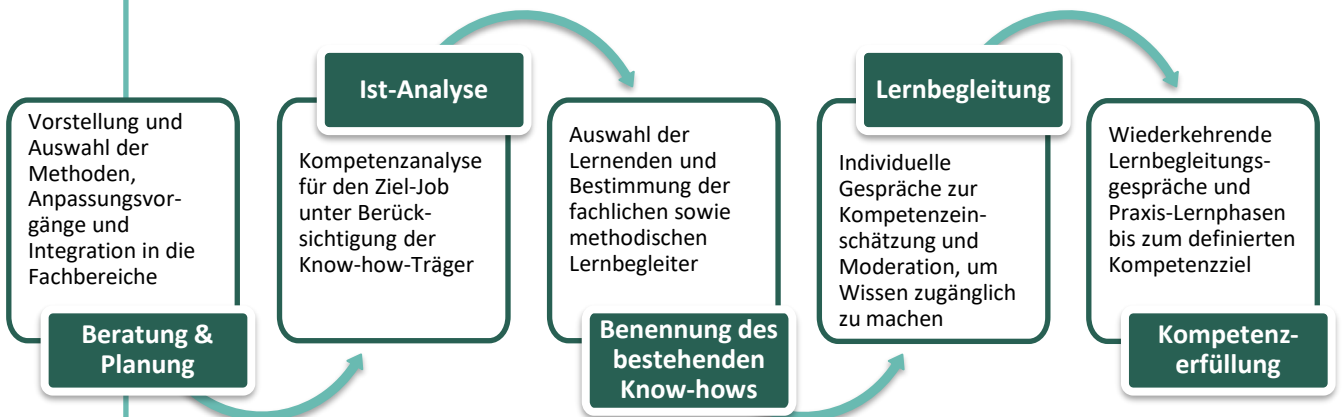 Vorstellung und
Auswahl der
Methoden,
Anpassungsvor-
gänge und
Integration in die
Fachbereiche
Beratung &
Planung
Ist-Analyse
Kompetenzanalyse
für den Ziel-Job
unter Berück-
sichtigung der
Know-how-Träger
Auswahl der
Lernenden und
Bestimmung der
fachlichen sowie
methodischen
Lernbegleiter
Benennung des
bestehenden
Know-hows
Lernbegleitung
Individuelle
Gespräche zur
Kompetenzein-
schätzung und
Moderation, um
Wissen zugänglich
zu machen
Wiederkehrende
Lernbegleitungs-
gespräche und
Praxis-Lernphasen
bis zum definierten
Kompetenzziel
Kompetenz-
erfüllung